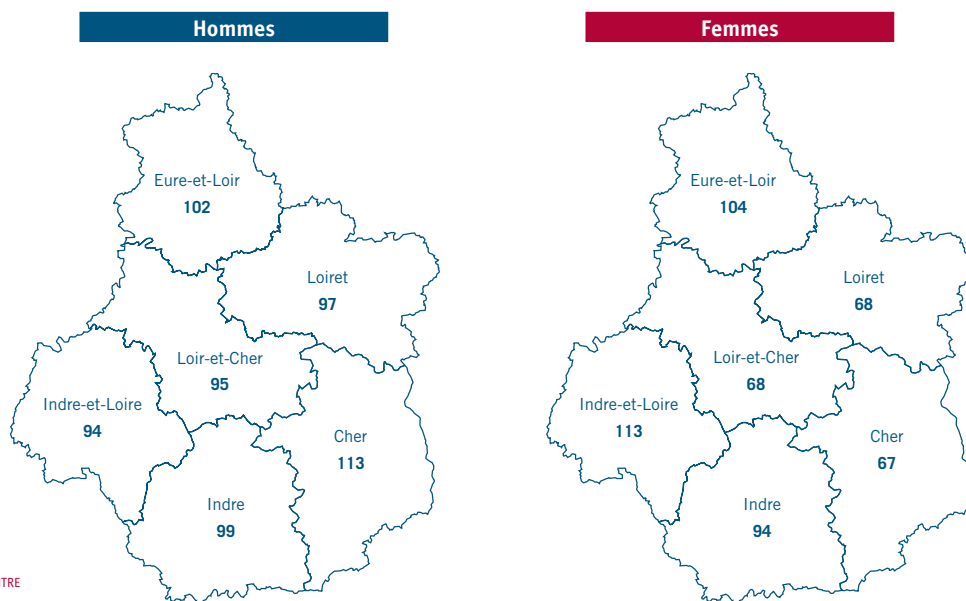 Hommes
Eure-et-Loir
102
Loiret
97
Loir-et-Cher
95
Indre-et-Loire
94
Cher
113
Indre
99
Femmes
Eure-et-Loir
104
Loiret
68
Loir-et-Cher
68
Indre-et-Loire
113
Cher
67
Indre
94